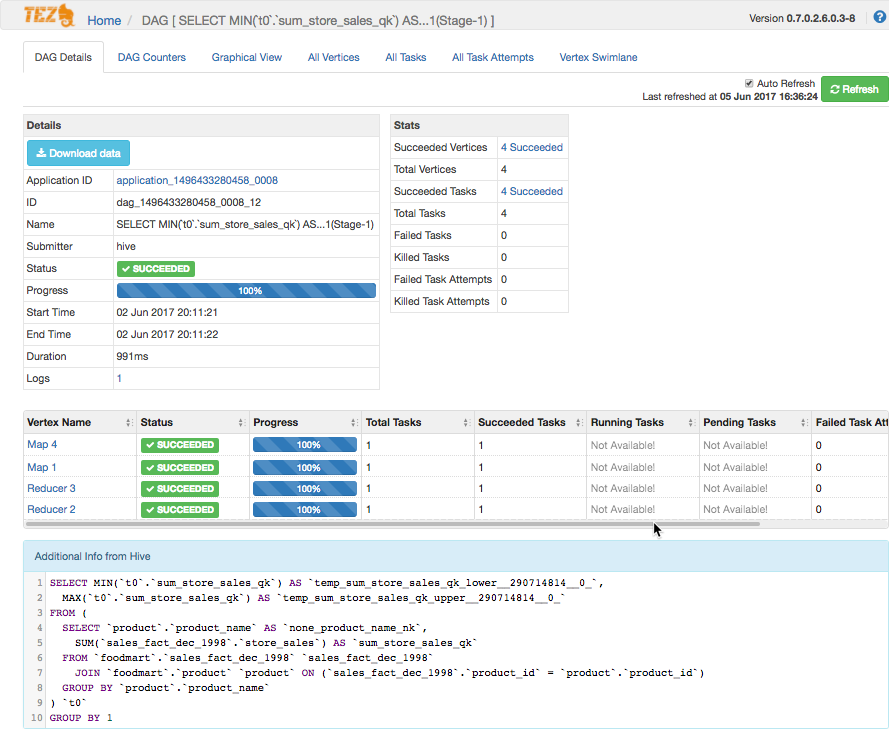 TEZ Home / DAG [ SELECT MIN(`t0`.`sum_store_sales_qk`) AS...1(Stage-1) ] Version 0.7.0.2.6.0.3-8 ?
DAG Details DAG Counters Graphical View All Vertices All Tasks All Task Attempts Vertex Swimlane
Auto Refresh
Last refreshed at 05 Jun 2017 16:36:24
Refresh
Details
Download data
Application ID application_1496433280458_0008
ID dag_1496433280458_0008_12
Name SELECT MIN(`t0`.`sum_store_sales_qk`) AS...1(Stage-1)
Submitter hive
Status SUCCEEDED
Progress 100%
Start Time 02 Jun 2017 20:11:21
End Time 02 Jun 2017 20:11:22
Duration 991ms
Logs 1
Stats
Succeeded Vertices 4 Succeeded
Total Vertices 4
Succeeded Tasks 4 Succeeded
Total Tasks 4
Failed Tasks 0
Killed Tasks 0
Failed Task Attempts 0
Killed Task Attempts 0
Vertex Name Status Progress Total Tasks Succeeded Tasks Running Tasks Pending Tasks Failed Task Att
Map 4 SUCCEEDED 100% 1 1 Not Available! Not Available! 0
Map 1 SUCCEEDED 100% 1 1 Not Available! Not Available! 0
Reducer 3 SUCCEEDED 100% 1 1 Not Available! Not Available! 0
Reducer 2 SUCCEEDED 100% 1 1 Not Available! Not Available! 0
Additional Info from Hive
1 SELECT MIN(`t0`.`sum_store_sales_qk`) AS `temp_sum_store_sales_qk_lower__290714814__0_`,
2 MAX(`t0`.`sum_store_sales_qk`) AS `temp_sum_store_sales_qk_upper__290714814__0_`
3 FROM (
4 SELECT `product`.`product_name` AS `none_product_name_nk`,
5 SUM(`sales_fact_dec_1998`.`store_sales`) AS `sum_store_sales_qk`
6 FROM `foodmart`.`sales_fact_dec_1998` `sales_fact_dec_1998`
7 JOIN `foodmart`.`product` `product` ON (`sales_fact_dec_1998`.`product_id` = `product`.`product_id`)
8 GROUP BY `product`.`product_name`
9 ) `t0`
10 GROUP BY 1